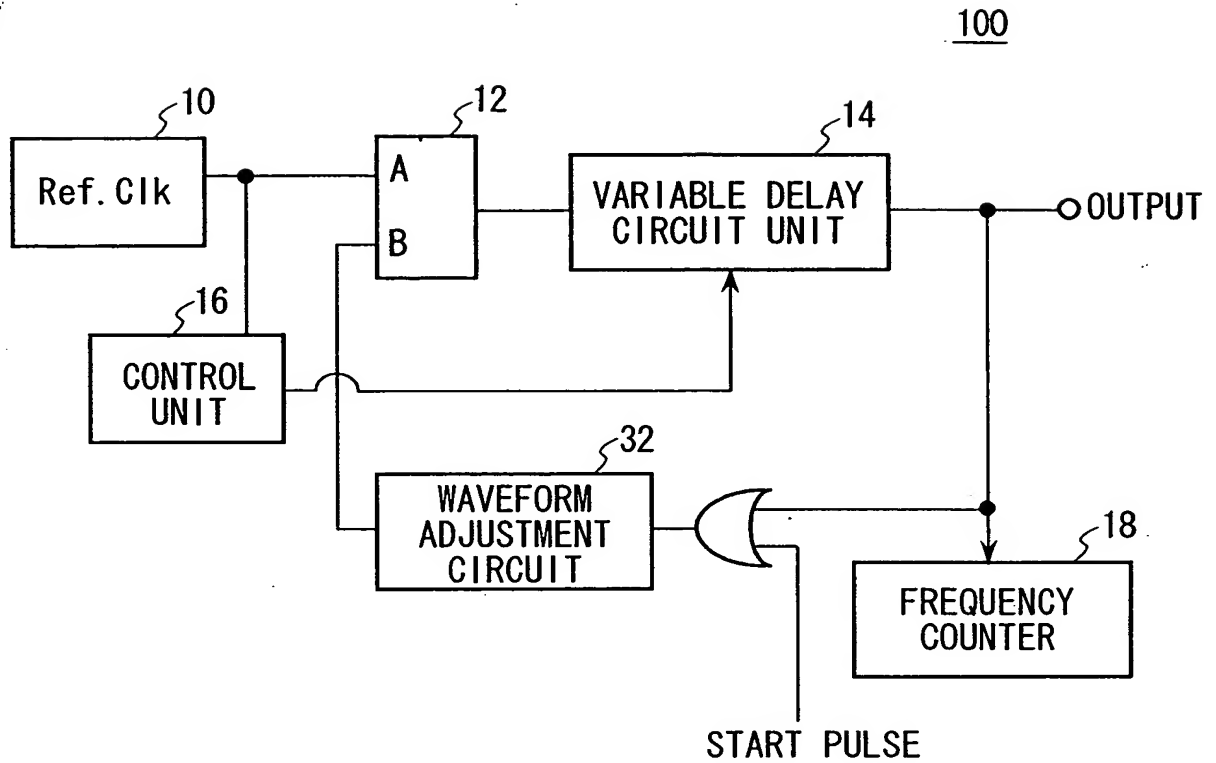 100
10
Ref.Clk
12
A
B
14
VARIABLE DELAY
CIRCUIT UNIT
OUTPUT
16
CONTROL
UNIT
32
WAVEFORM
ADJUSTMENT
CIRCUIT
18
FREQUENCY
COUNTER
START PULSE